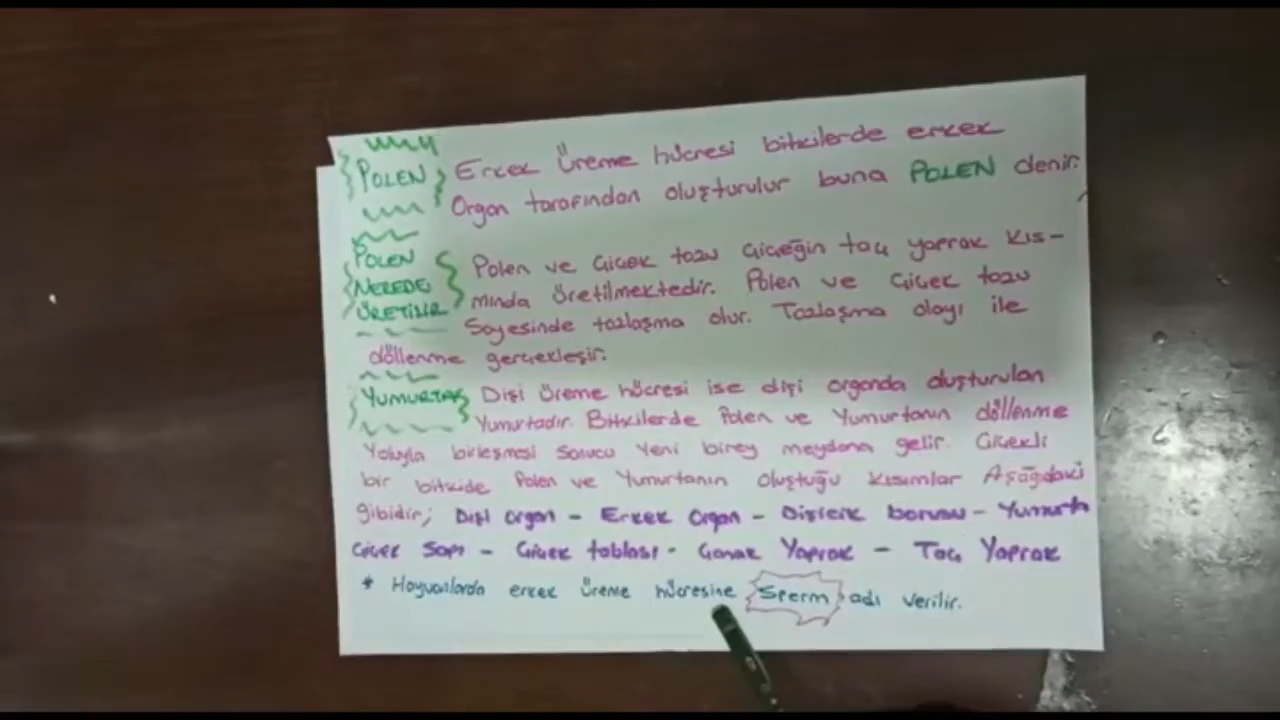 POLEN
Erkek Üreme hücresi bitkilerde erkek
Organ tarafından oluşturulur buna POLEN denir.
POLEN
NEREDE
ÜRETİLİR
Polen ve Çiçek tozu Çiçeğin taç yaprak Kıs-
mında üretilmektedir. Polen ve Çiçek tozu
Sayesinde tozlaşma olur. Tozlaşma olayı ile
döllenme gerçekleşir.
YUMURTA
Dişi üreme hücresi ise dişi organda oluşturulan
Yumurtadır. Bitkilerde Polen ve Yumurtanın döllenme
Yoluyla birleşmesi sonucu Yeni birey meydana gelir. Çiçekli
bir bitkide Polen ve Yumurtanın oluştuğu kısımlar Aşağıdaki
gibidir; Dişi organ - Erkek Organ - Dişicik borusu - Yumurta
Çiçek Sapı - Çiçek tablası - Çanak Yaprak - Taç Yaprak
* Hayvanlarda erkek üreme hücresine Sperm adı verilir.